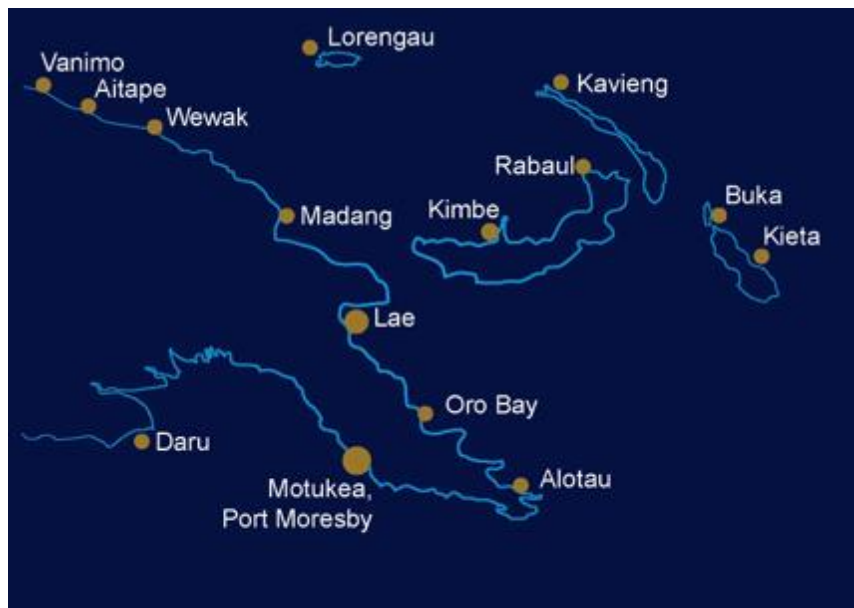 Lorengau
Vanimo
Aitape
Kavieng
Wewak
Rabaul
Buka
Kimbe
Madang
Kieta
Lae
Oro Bay
Daru
Alotau
Motukea,
Port Moresby